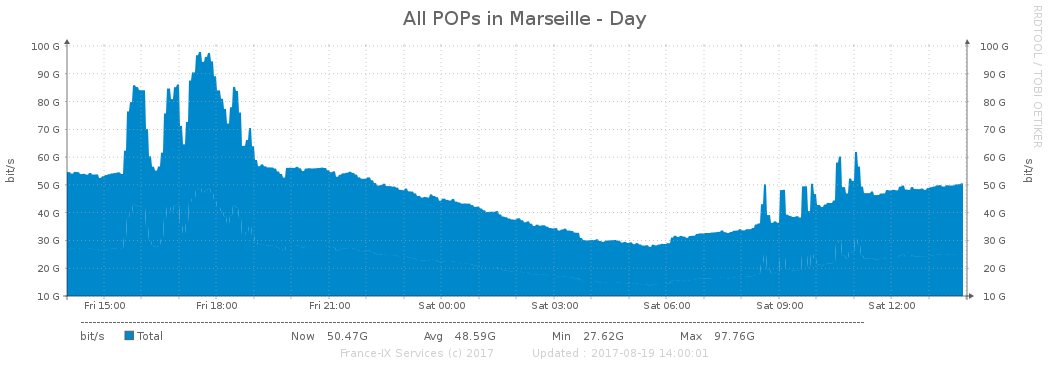 All POPs in Marseille - Day
RRDTOOL / TOBI OETIKER
bit/s
100 G 100 G
90 G 90 G
80 G 80 G
70 G 70 G
60 G 60 G
50 G 50 G
40 G 40 G
30 G 30 G
20 G 20 G
10 G 10 G
bit/s
Fri 15:00 Fri 18:00 Fri 21:00 Sat 00:00 Sat 03:00 Sat 06:00 Sat 09:00 Sat 12:00
bit/s Total Now 50.47G Avg 48.59G Min 27.62G Max 97.76G
France-IX Services (c) 2017 Updated : 2017-08-19 14:00:01